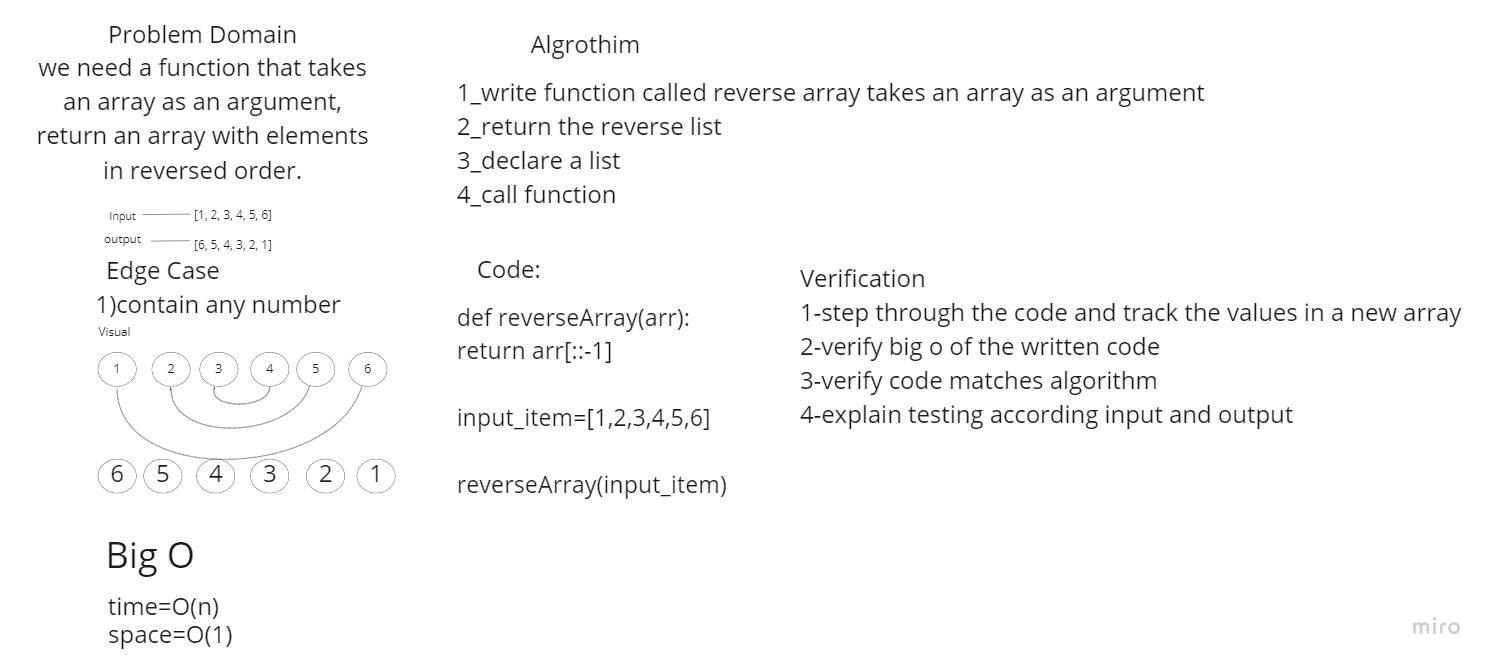 Problem Domain
we need a function that takes
an array as an argument,
return an array with elements
in reversed order.
Input [1, 2, 3, 4, 5, 6]
output [6, 5, 4, 3, 2, 1]
Edge Case
1)contain any number
Visual
1 2 3 4 5 6
6 5 4 3 2 1
Big O
time=O(n)
space=O(1)
Algrothim
1_write function called reverse array takes an array as an argument
2_return the reverse list
3_declare a list
4_call function
Code:
def reverseArray(arr):
return arr[::-1]
input_item=[1,2,3,4,5,6]
reverseArray(input_item)
Verification
1-step through the code and track the values in a new array
2-verify big o of the written code
3-verify code matches algorithm
4-explain testing according input and output
miro